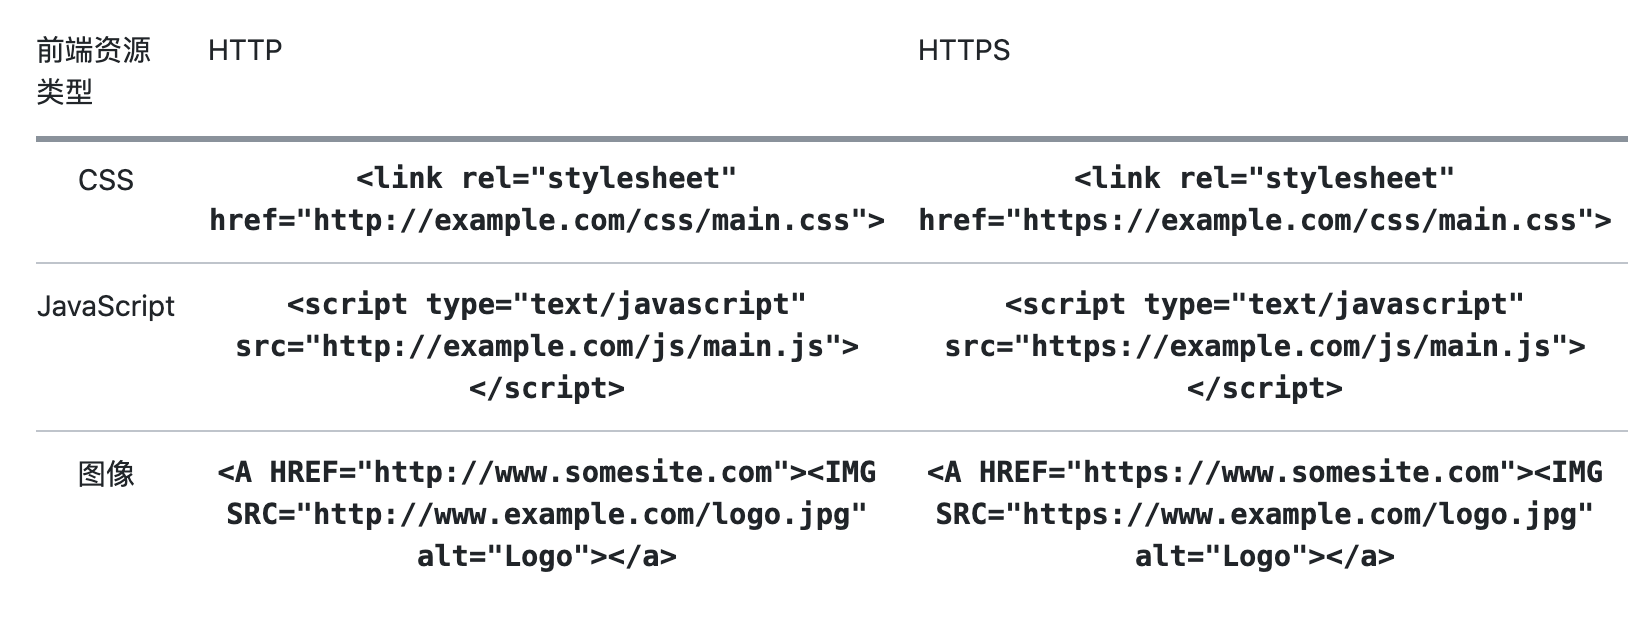 前端资源类型 HTTP HTTPS
CSS
<link rel="stylesheet"
href="http://example.com/css/main.css">
<link rel="stylesheet"
href="https://example.com/css/main.css">
JavaScript
<script type="text/javascript"
src="http://example.com/js/main.js">
</script>
<script type="text/javascript"
src="https://example.com/js/main.js">
</script>
图像
<A HREF="http://www.somesite.com"><IMG
SRC="http://www.example.com/logo.jpg"
alt="Logo"></a>
<A HREF="https://www.somesite.com"><IMG
SRC="https://www.example.com/logo.jpg"
alt="Logo"></a>